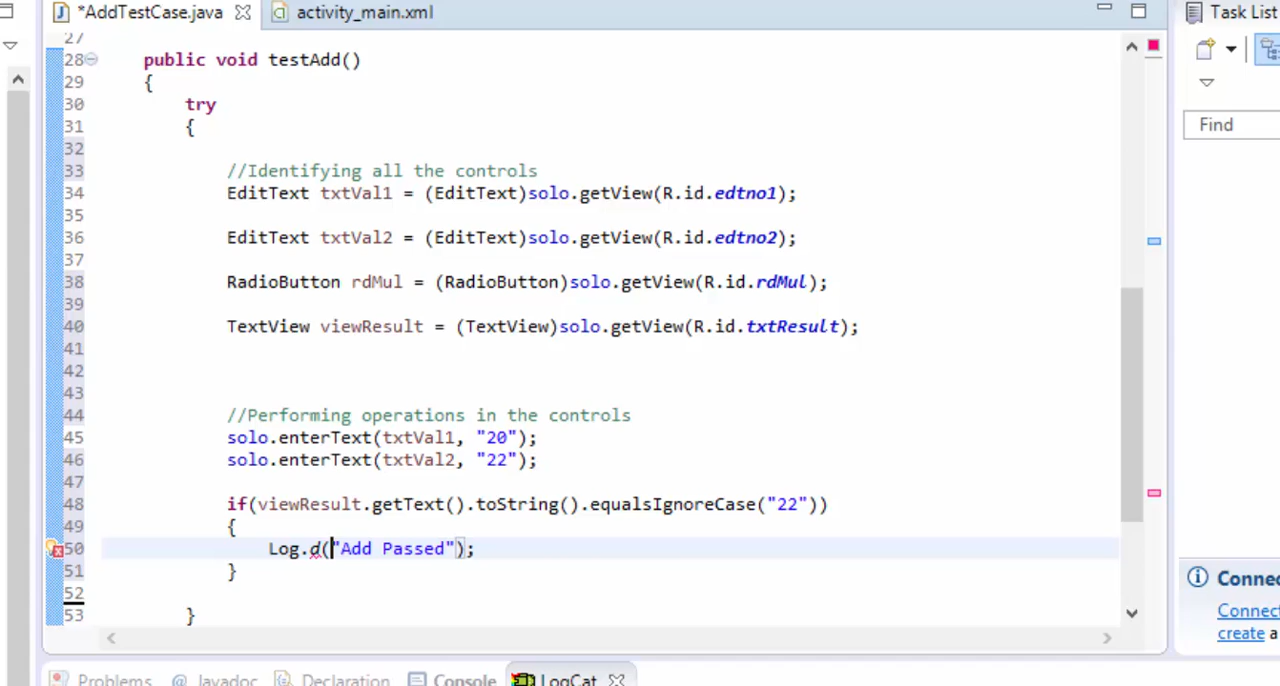 *AddTestCase.java
activity_main.xml
Task List
27
28 public void testAdd()
29 {
30 try
31 {
32
33 //Identifying all the controls
34 EditText txtVal1 = (EditText)solo.getView(R.id.edtno1);
35
36 EditText txtVal2 = (EditText)solo.getView(R.id.edtno2);
37
38 RadioButton rdMul = (RadioButton)solo.getView(R.id.rdMul);
39
40 TextView viewResult = (TextView)solo.getView(R.id.txtResult);
41
42
43
44 //Performing operations in the controls
45 solo.enterText(txtVal1, "20");
46 solo.enterText(txtVal2, "22");
47
48 if(viewResult.getText().toString().equalsIgnoreCase("22"))
49 {
50 Log.d("Add Passed");
51 }
52
53 }
Find
Conne
Connect
create a
Problems @ Javadoc Declaration Console LogCat